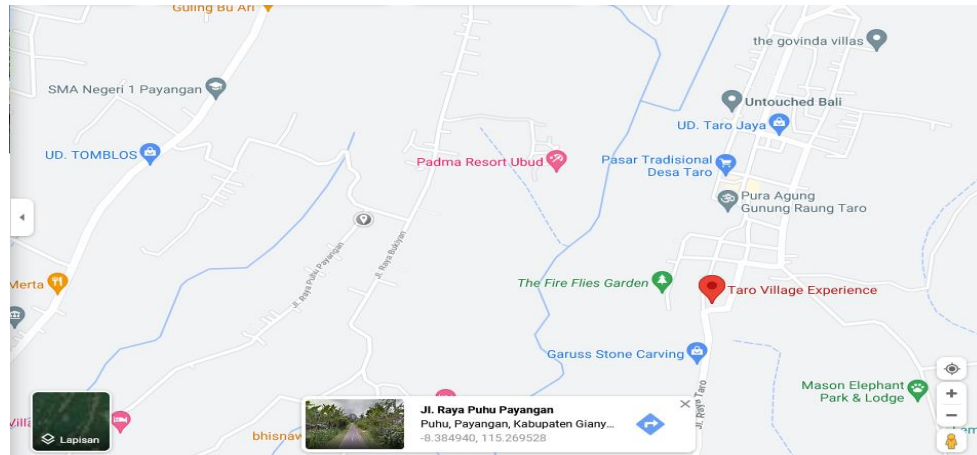 Guling Bu Ari
the govinda villas
SMA Negeri 1 Payangan
Untouched Bali
UD. Taro Jaya
UD. TOMBLOS
Padma Resort Ubud
Pasar Tradisional
Desa Taro
Pura Agung
Gunung Raung Taro
Jl. Raya Puhu Payangan
Jl. Raya Bukiyan
Merta
The Fire Flies Garden
Taro Village Experience
Garuss Stone Carving
Mason Elephant
Park & Lodge
Jl. Raya Taro
Lapisan
bhisnaw
Jl. Raya Puhu Payangan
Puhu, Payangan, Kabupaten Giany...
-8.384940, 115.269528